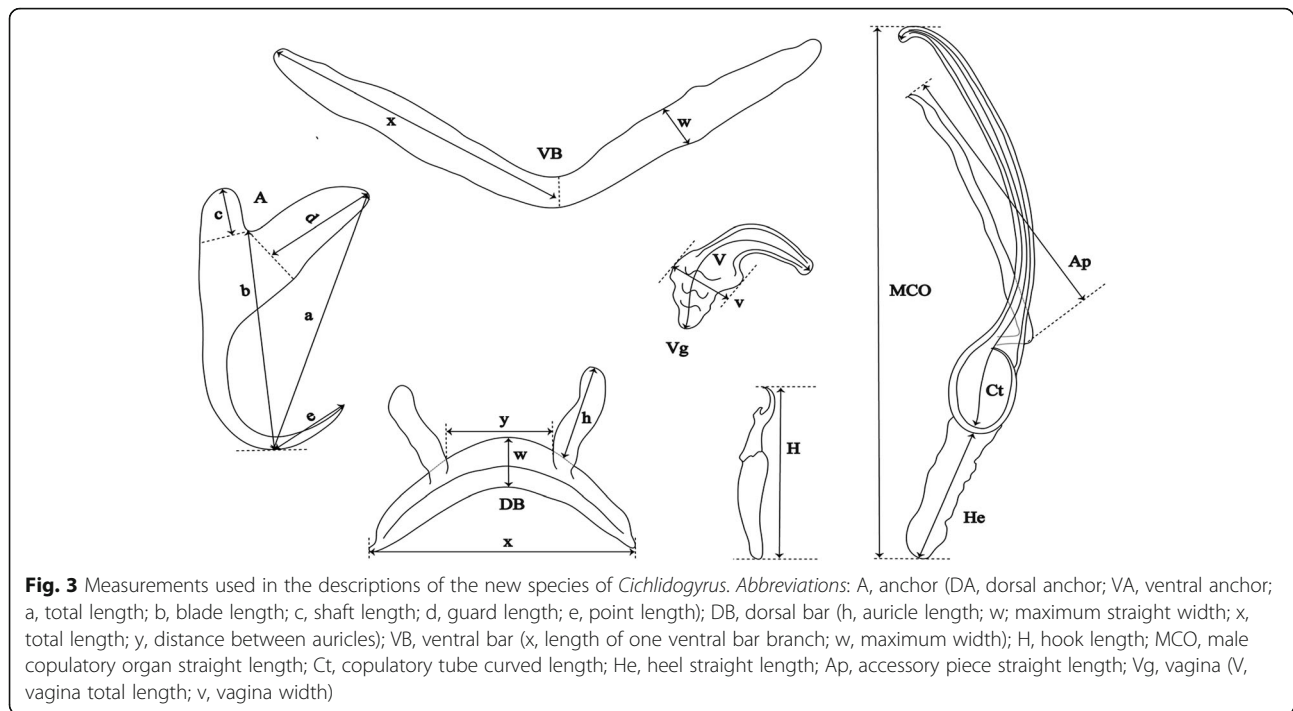 x
w
VB
A
c
d
b
a
e
V
v
Vg
MCO
Ap
Ct
He
y
h
w
DB
x
H
Fig. 3 Measurements used in the descriptions of the new species of Cichlidogyrus. Abbreviations: A, anchor (DA, dorsal anchor; VA, ventral anchor;
a, total length; b, blade length; c, shaft length; d, guard length; e, point length); DB, dorsal bar (h, auricle length; w; maximum straight width; x,
total length; y, distance between auricles); VB, ventral bar (x, length of one ventral bar branch; w, maximum width); H, hook length; MCO, male
copulatory organ straight length; Ct, copulatory tube curved length; He, heel straight length; Ap, accessory piece straight length; Vg, vagina (V,
vagina total length; v, vagina width)